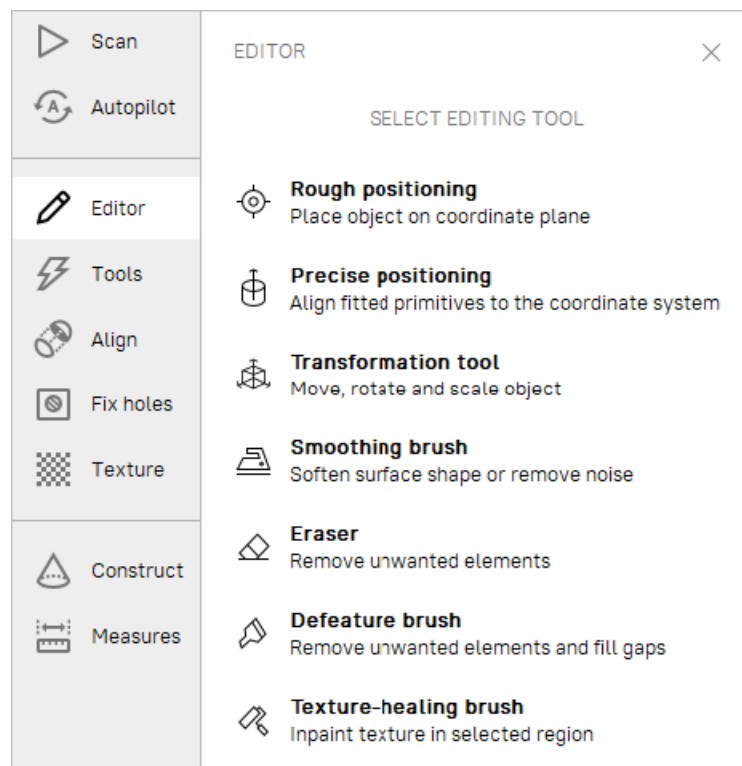 Scan
Autopilot
Editor
Tools
Align
Fix holes
Texture
Construct
Measures
EDITOR
SELECT EDITING TOOL
Rough positioning
Place object on coordinate plane
Precise positioning
Align fitted primitives to the coordinate system
Transformation tool
Move, rotate and scale object
Smoothing brush
Soften surface shape or remove noise
Eraser
Remove unwanted elements
Defeature brush
Remove unwanted elements and fill gaps
Texture-healing brush
Inpaint texture in selected region